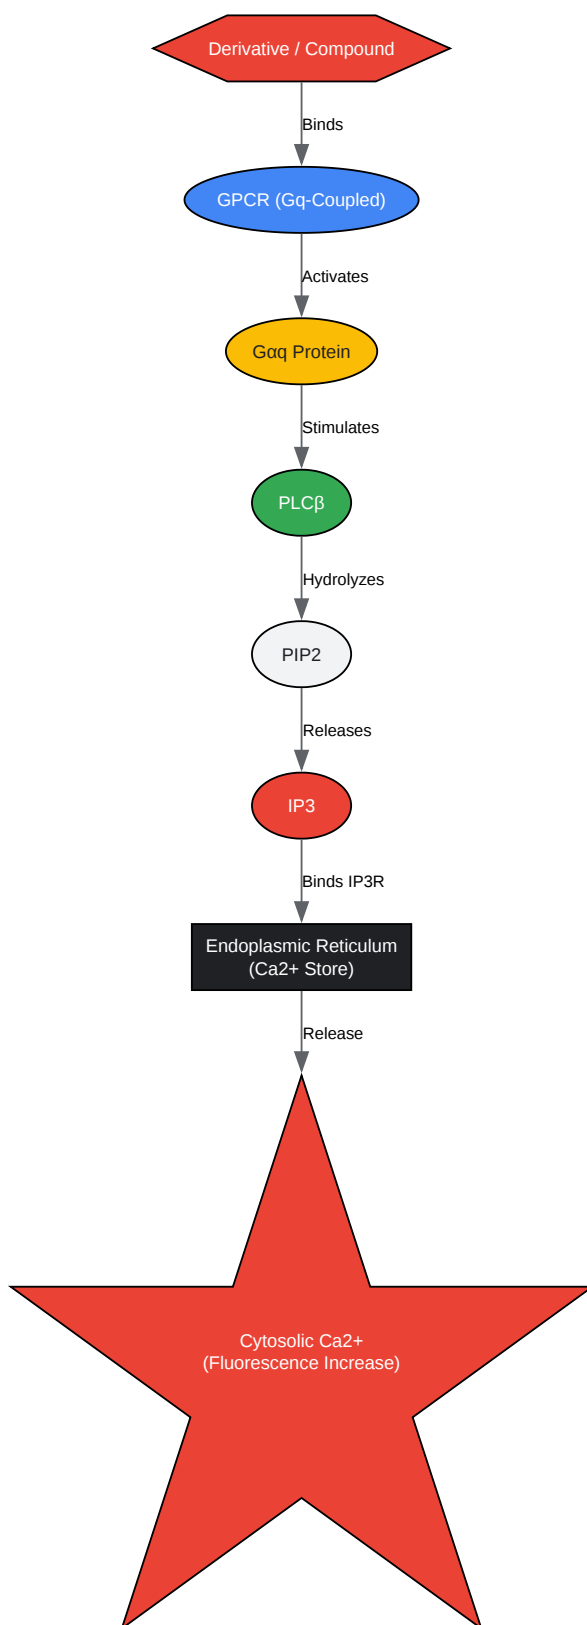 Derivative / Compound
Binds
GPCR (Gq-Coupled)
Activates
Gαq Protein
Stimulates
PLCβ
Hydrolyzes
PIP2
Releases
IP3
Binds IP3R
Endoplasmic Reticulum
(Ca2+ Store)
Release
Cytosolic Ca2+
(Fluorescence Increase)